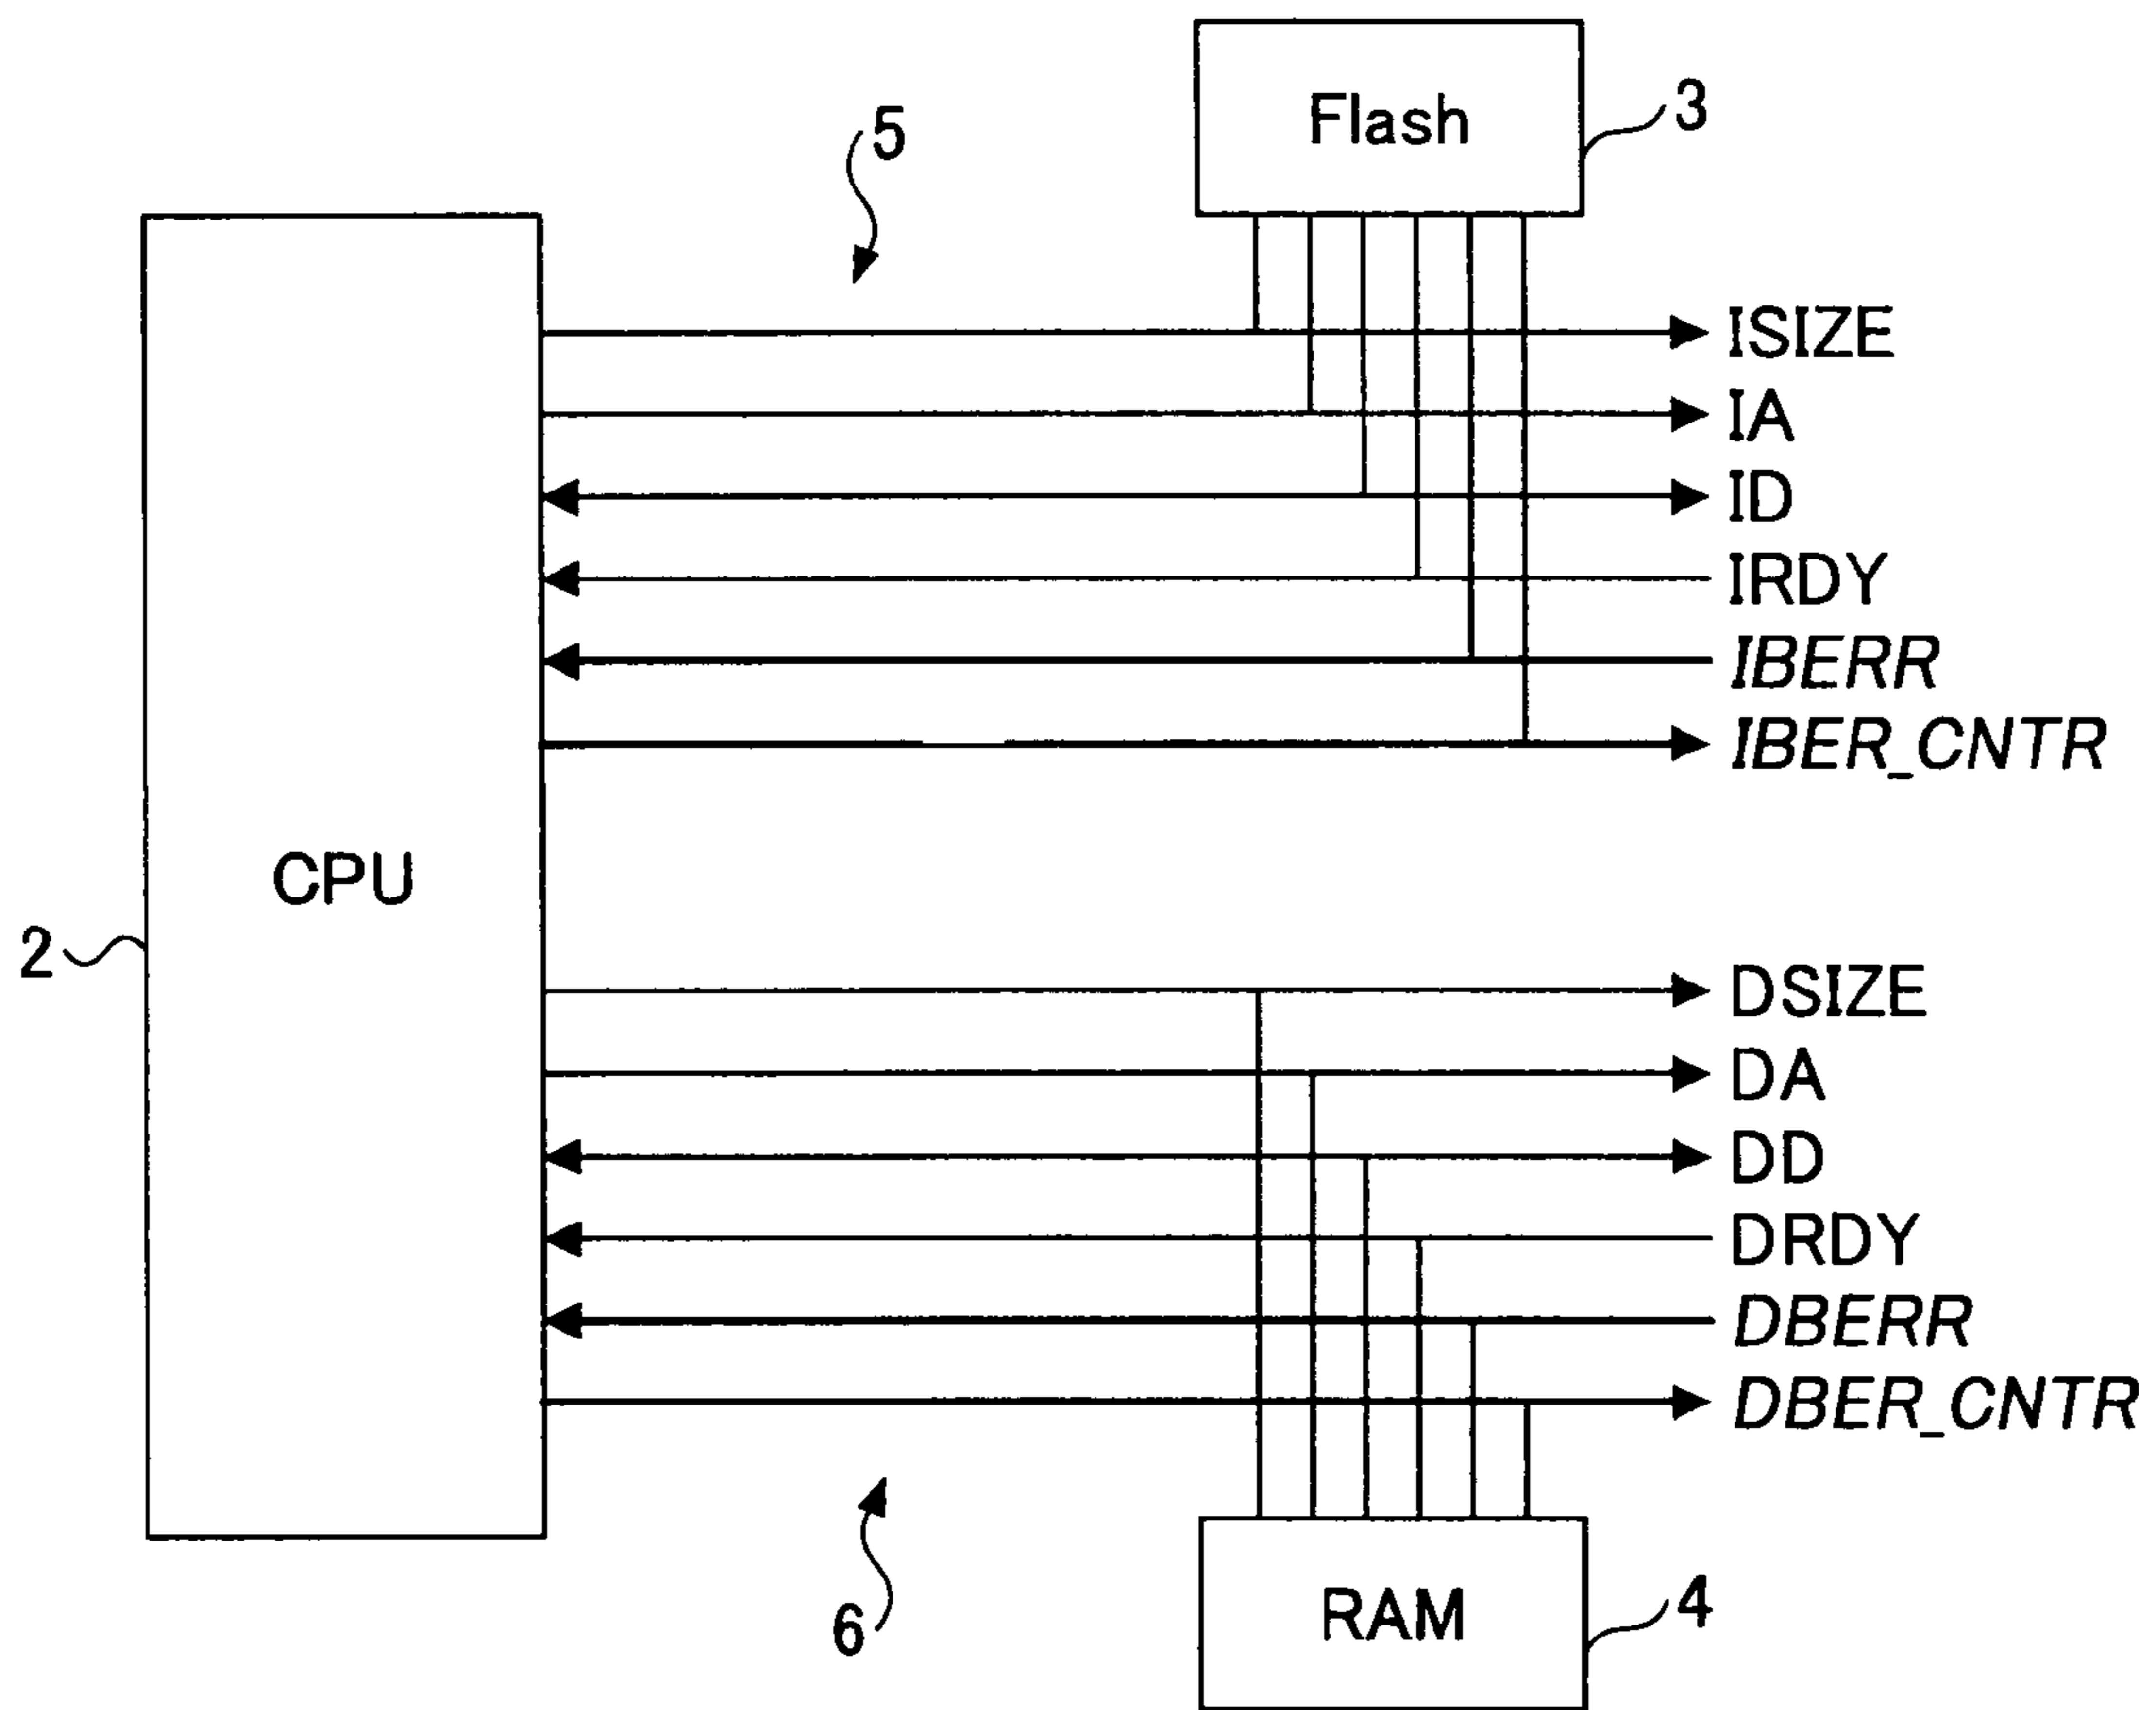 Flash
3
5
ISIZE
IA
ID
IRDY
IBERR
IBER_CNTR
CPU
2
DSIZE
DA
DD
DRDY
DBERR
DBER_CNTR
6
RAM
4